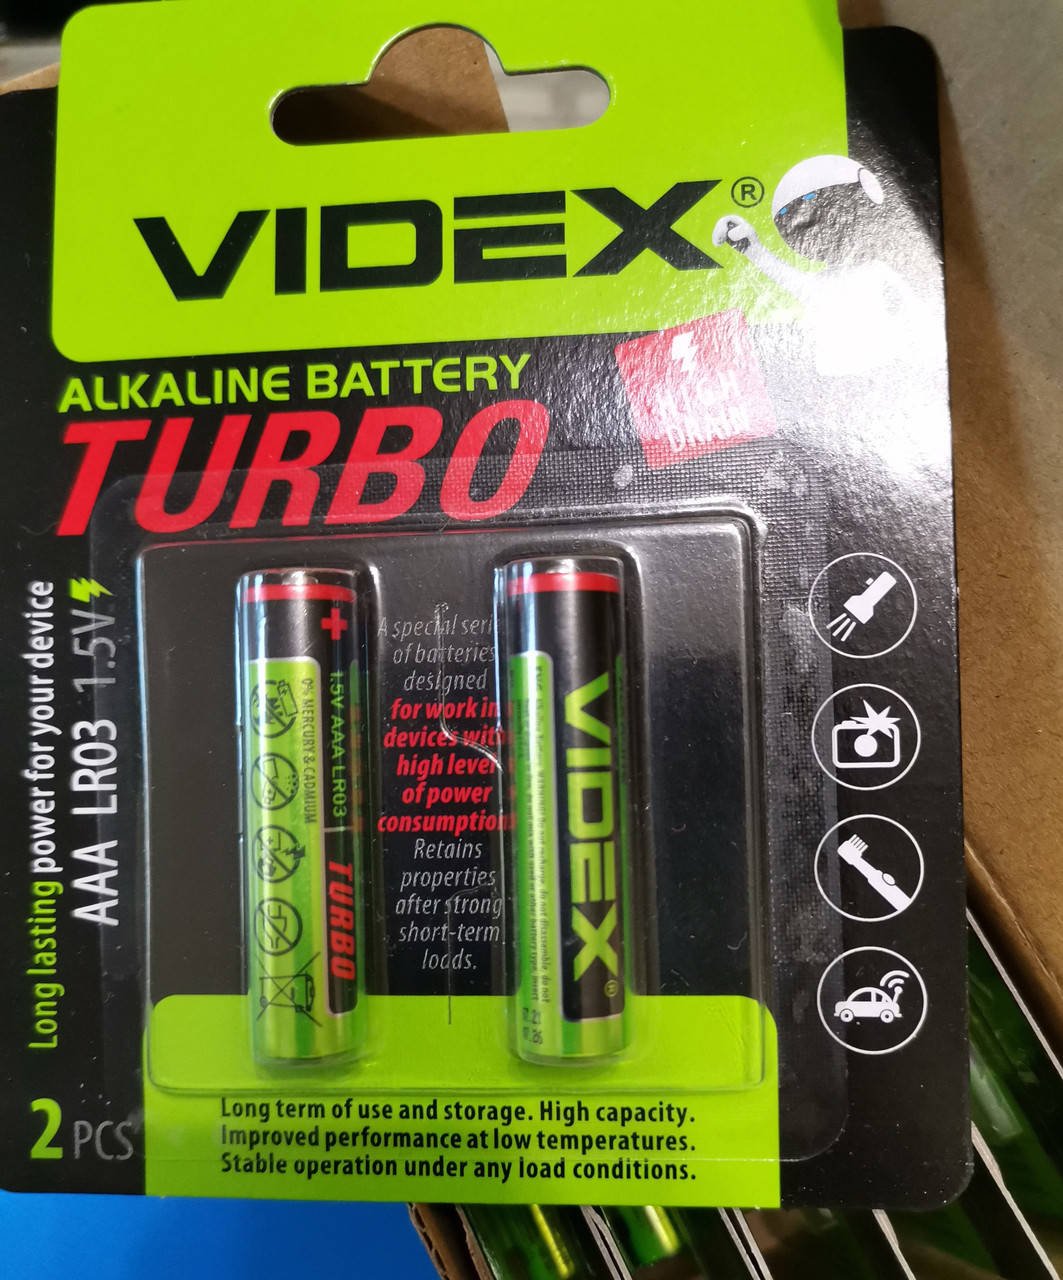 VIDEX®
ALKALINE BATTERY
TURBO
HIGH
DRAIN
Long lasting power for your device
AAA LR03 1.5V
2 PCS
+
1.5V AAA LR03
TURBO
0% MERCURY & CADMIUM
A special
of batteries
designed
for work in
devices with
high level
of power
consumption
Retains
properties
after strong
short-term
loads.
VIDEX®
Long term of use and storage. High capacity.
Improved performance at low temperatures.
Stable operation under any load conditions.